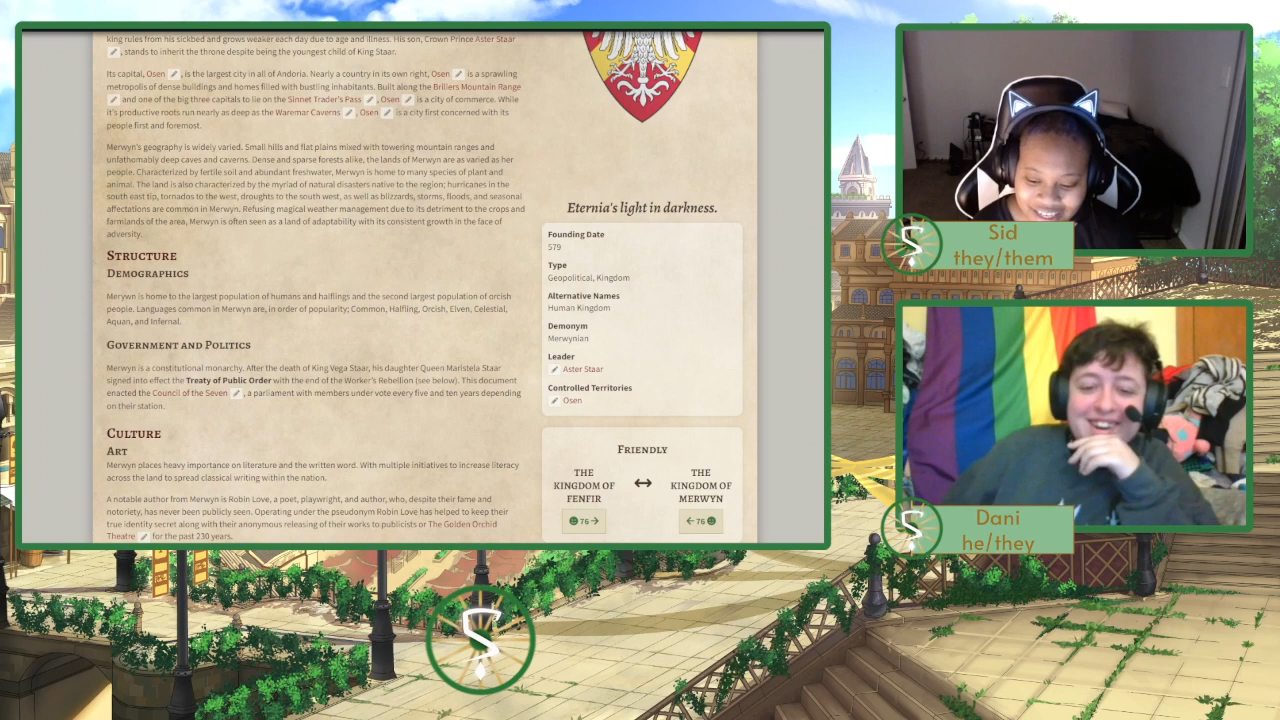 king rules from his sickbed and grows weaker each day due to age and illness. His son, Crown Prince Aster Staar
, stands to inherit the throne despite being the youngest child of King Staar.
Its capital, Osen , is the largest city in all of Andoria. Nearly a country in its own right, Osen is a sprawling
metropolis of dense buildings and homes filled with bustling inhabitants. Built along the Brillers Mountain Range
and one of the big three capitals to lie on the Sinnet Trader's Pass , Osen is a city of commerce. While
it's productive roots run nearly as deep as the Waremar Caverns , Osen is a city first concerned with its
people first and foremost.
Merwyn's geography is widely varied. Small hills and flat plains mixed with towering mountain ranges and
unfathomably deep caves and caverns. Dense and sparse forests alike, the lands of Merwyn are as varied as her
people. Characterized by fertile soil and abundant freshwater, Merwyn is home to many species of plant and
animal. The land is also characterized by the myriad of natural disasters native to the region; hurricanes in the
south east tip, tornados to the west, droughts to the south west, as well as blizzards, storms, floods, and seasonal
affectations are common in Merwyn. Refusing magical weather management due to its detriment to the crops and
farmlands of the area, Merwyn is often seen as a land of adaptability with its consistent growth in the face of
adversity.
Structure
Demographics
Merwyn is home to the largest population of humans and halflings and the second largest population of orcish
people. Languages common in Merwyn are, in order of popularity; Common, Halfling, Orcish, Elven, Celestial,
Aquan, and Infernal.
Government and Politics
Merwyn is a constitutional monarchy. After the death of King Vega Staar, his daughter Queen Maristela Staar
signed into effect the Treaty of Public Order with the end of the Worker's Rebellion (see below). This document
enacted the Council of the Seven , a parliament with members under vote every five and ten years depending
on their station.
Culture
Art
Merwyn places heavy importance on literature and the written word. With multiple initiatives to increase literacy
across the land to spread classical writing within the nation.
A notable author from Merwyn is Robin Love, a poet, playwright, and author, who, despite their fame and
notoriety, has never been publicly seen. Operating under the pseudonym Robin Love has helped to keep their
true identity secret along with their anonymous releasing of their works to publicists or The Golden Orchid
Theatre for the past 230 years.
Eternia's light in darkness.
Founding Date
579
Type
Geopolitical, Kingdom
Alternative Names
Human Kingdom
Demonym
Merwynian
Leader
Aster Staar
Controlled Territories
Osen
Friendly
THE KINGDOM OF FENFIR
THE KINGDOM OF MERWYN
76 →
← 76
Sid
they/them
Dani
he/they
S